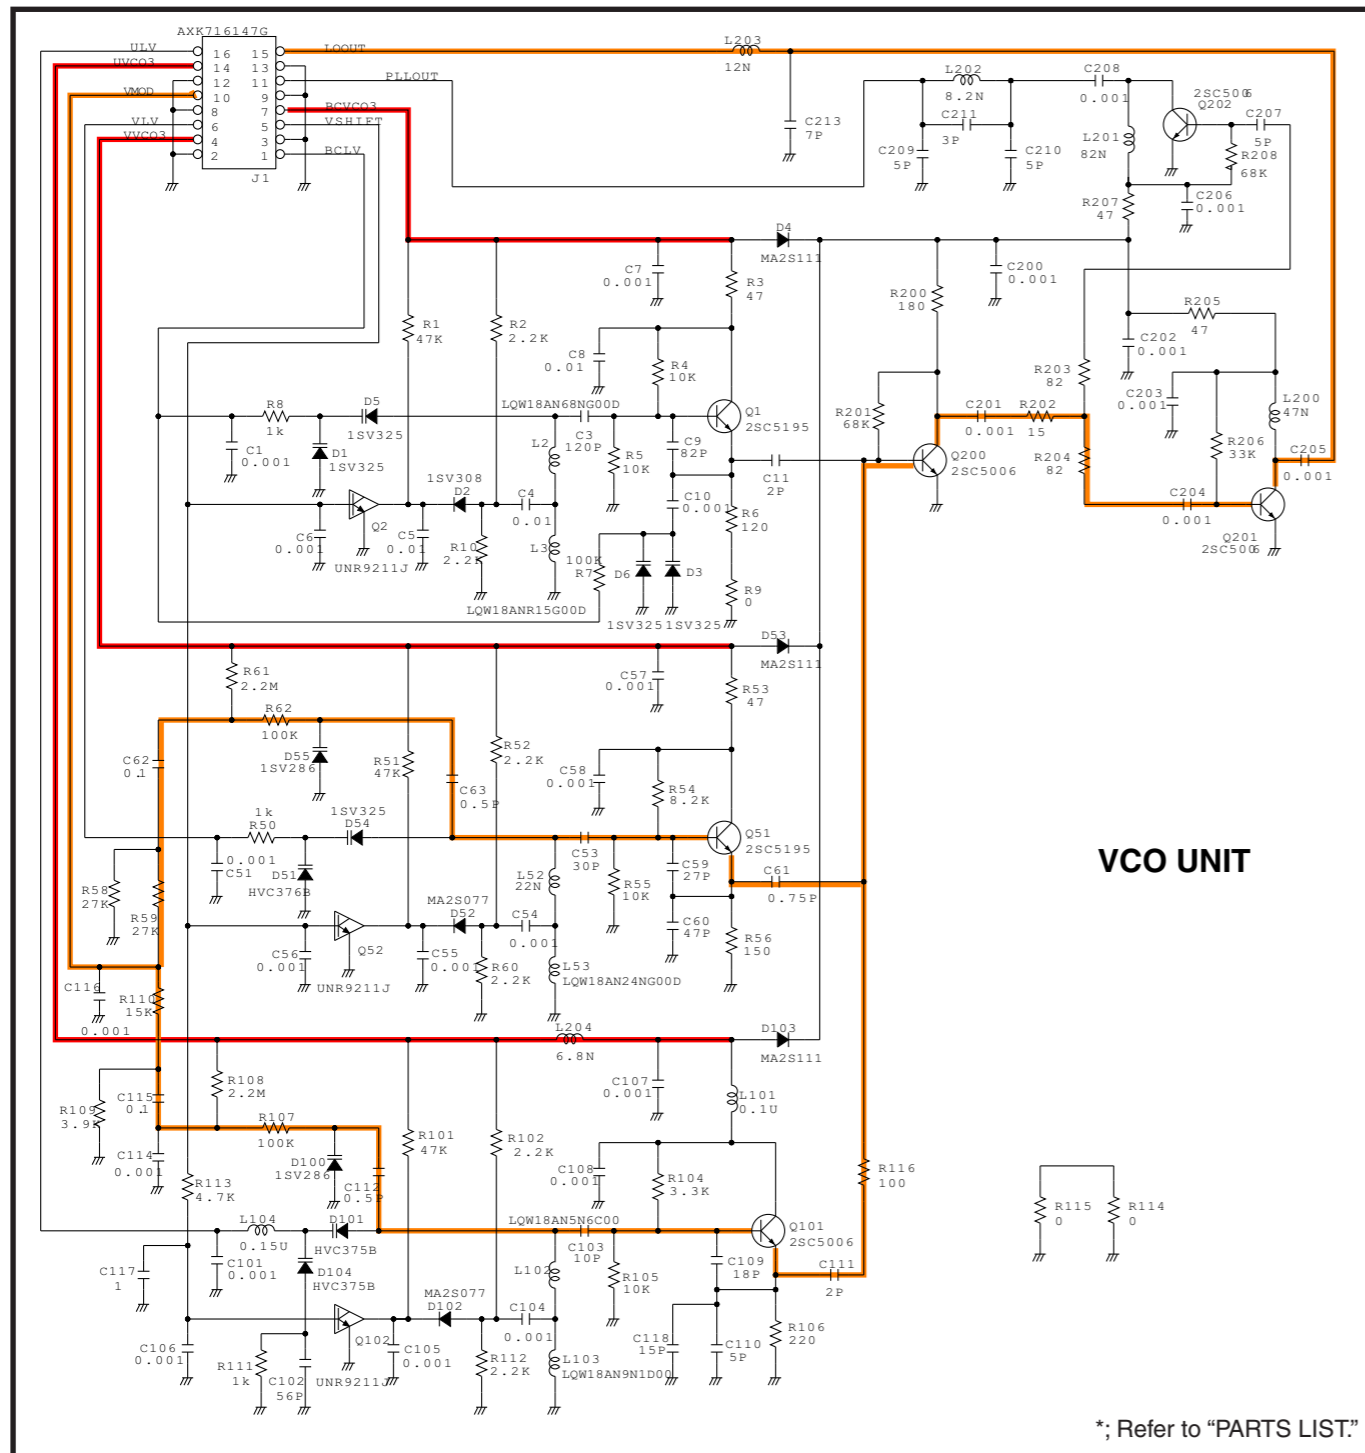 AXK716147G
ULV 16 15 LOOUT
UVCO3 14 13
12 11 PLLOUT
VMOD 10 9
8 7 BCVCO3
VLV 6 5 VSHIFT
VVCO3 4 3
2 1 BCLV
J1
L203
12N
C213
7P
L202
8.2N
C211
3P
C209
5P
C210
5P
C208
0.001
L201
82N
2SC5006
Q202
C207
5P
R208
68K
C206
0.001
R207
47
D4
MA2S111
C7
0.001
R3
47
C200
0.001
R200
180
R205
47
C202
0.001
R1
47K
R2
2.2K
C8
0.01
R4
10K
R203
82
C203
0.001
L200
47N
R8
1k
D5
1SV325
LQW18AN68NG00D
C3
120P
Q1
2SC5195
R201
68K
C201
0.001
R202
15
C1
0.001
D1
1SV325
L2
R5
10K
C9
82P
R204
82
R206
33K
C205
0.001
C11
2P
Q200
2SC5006
1SV308
D2
C4
0.01
C10
0.001
R6
120
C204
0.001
Q201
2SC5006
C6
0.001
Q2
UNR9211J
C5
0.01
R10
2.2K
L3
100K
R7
D6
D3
R9
0
LQW18ANR15G00D
1SV325
1SV325
D53
MA2S111
R61
2.2M
C57
0.001
R53
47
R62
100K
C62
0.1
D55
1SV286
R51
47K
R52
2.2K
C63
0.5P
C58
0.001
R54
8.2K
1k
R50
1SV325
D54
Q51
2SC5195
VCO UNIT
0.001
C51
D51
HVC376B
C53
30P
L52
22N
R55
10K
C59
27P
C61
0.75P
R58
27K
R59
27K
MA2S077
D52
C54
0.001
C60
47P
R56
150
C56
0.001
Q52
UNR9211J
C55
0.001
R60
2.2K
L53
LQW18AN24NG00D
C116
0.001
R110
15K
L204
6.8N
D103
MA2S111
R108
2.2M
C107
0.001
L101
0.1U
R109
3.9K
C115
0.1
R107
100K
R101
47K
R102
2.2K
C114
0.001
D100
1SV286
C112
0.5P
C108
0.001
R104
3.3K
R116
100
R113
4.7K
R115
0
R114
0
L104
0.15U
D101
HVC375B
LQW18AN5N6C00
C103
10P
Q101
2SC5006
C117
1
C101
0.001
D104
HVC375B
L102
R105
10K
C109
18P
C111
2P
MA2S077
D102
C104
0.001
C106
0.001
R111
1k
C102
56P
Q102
UNR9211J
C105
0.001
R112
2.2K
L103
LQW18AN9N1D00
C118
15P
C110
5P
R106
220
*; Refer to “PARTS LIST.”